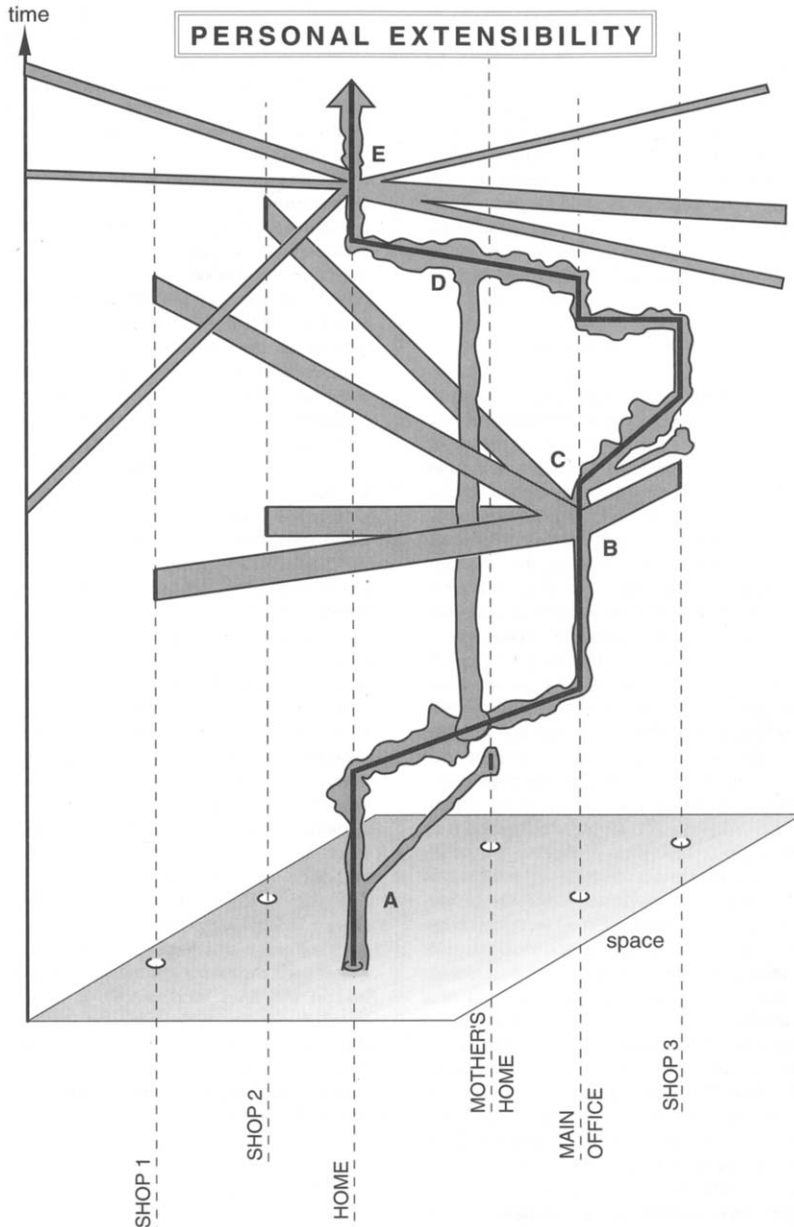 time
PERSONAL EXTENSIBILITY
E
D
C
B
A
space
SHOP 1
SHOP 2
HOME
MOTHER'S
HOME
MAIN
OFFICE
SHOP 3